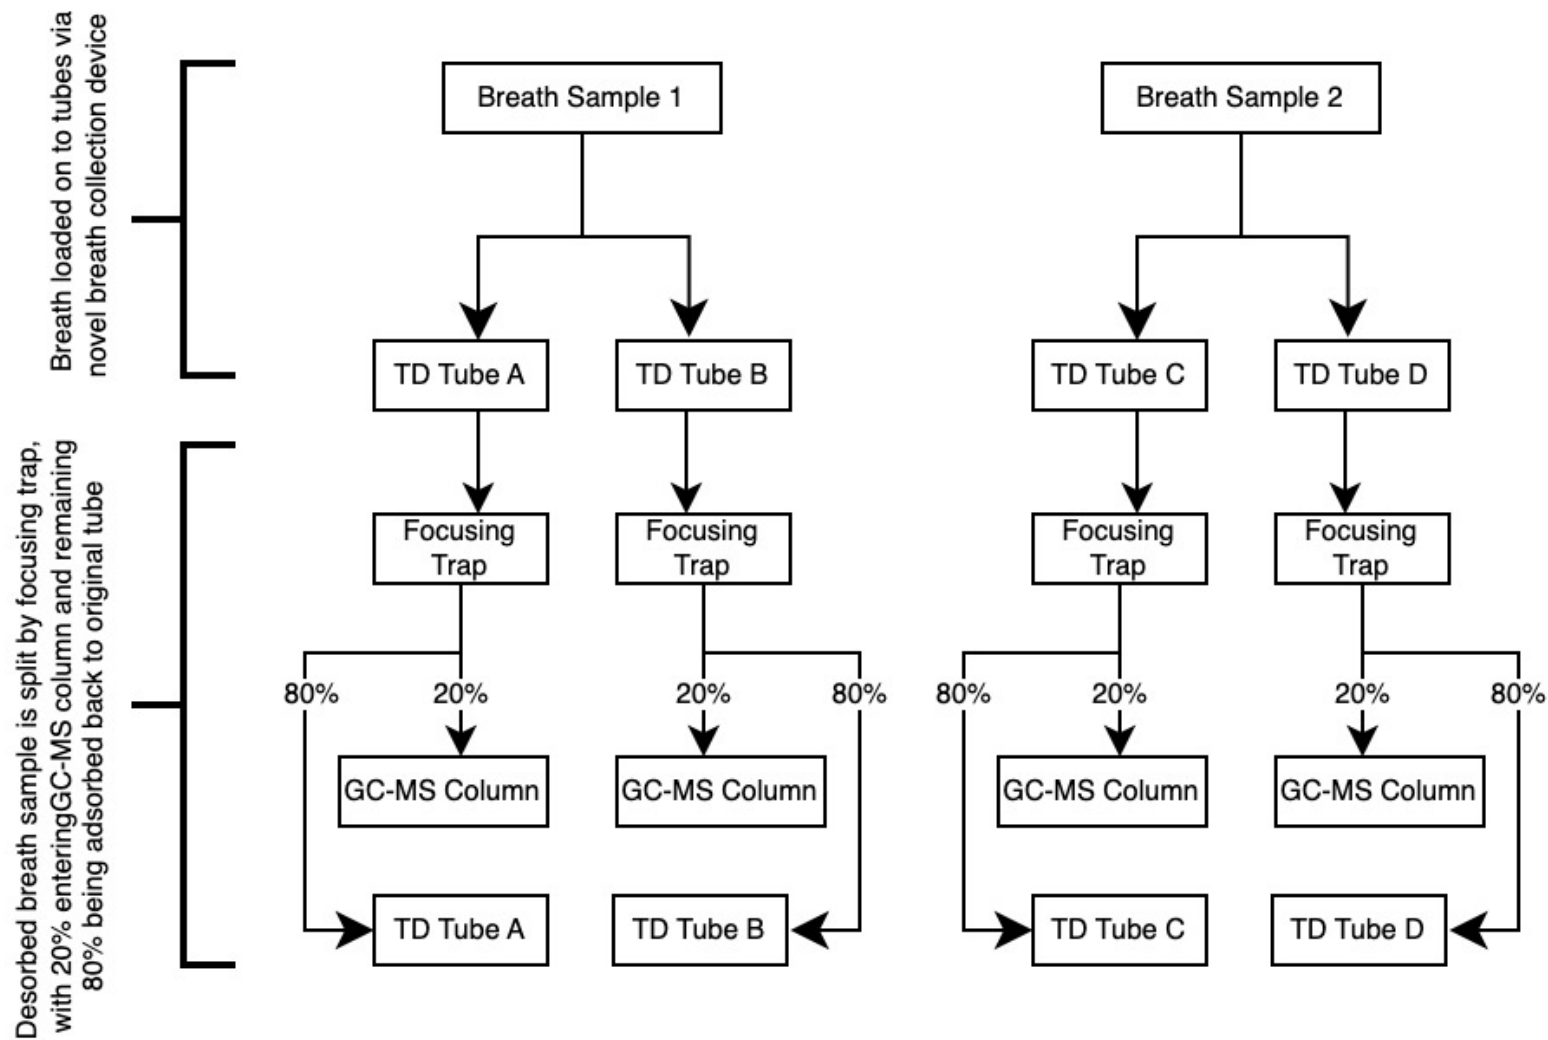 Breath loaded on to tubes via
novel breath collection device
Breath Sample 1
Breath Sample 2
TD Tube A
TD Tube B
TD Tube C
TD Tube D
Desorbed breath sample is split by focusing trap,
with 20% enteringGC-MS column and remaining
80% being adsorbed back to original tube
Focusing
Trap
Focusing
Trap
Focusing
Trap
Focusing
Trap
80%
20%
20%
80%
80%
20%
20%
80%
GC-MS Column
GC-MS Column
GC-MS Column
GC-MS Column
TD Tube A
TD Tube B
TD Tube C
TD Tube D